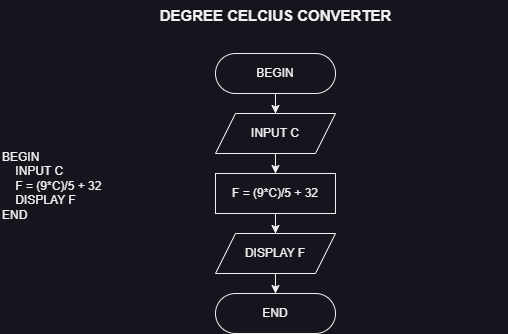 DEGREE CELCIUS CONVERTER
BEGIN
INPUT C
F = (9*C)/5 + 32
DISPLAY F
END
BEGIN
INPUT C
F = (9*C)/5 + 32
DISPLAY F
END